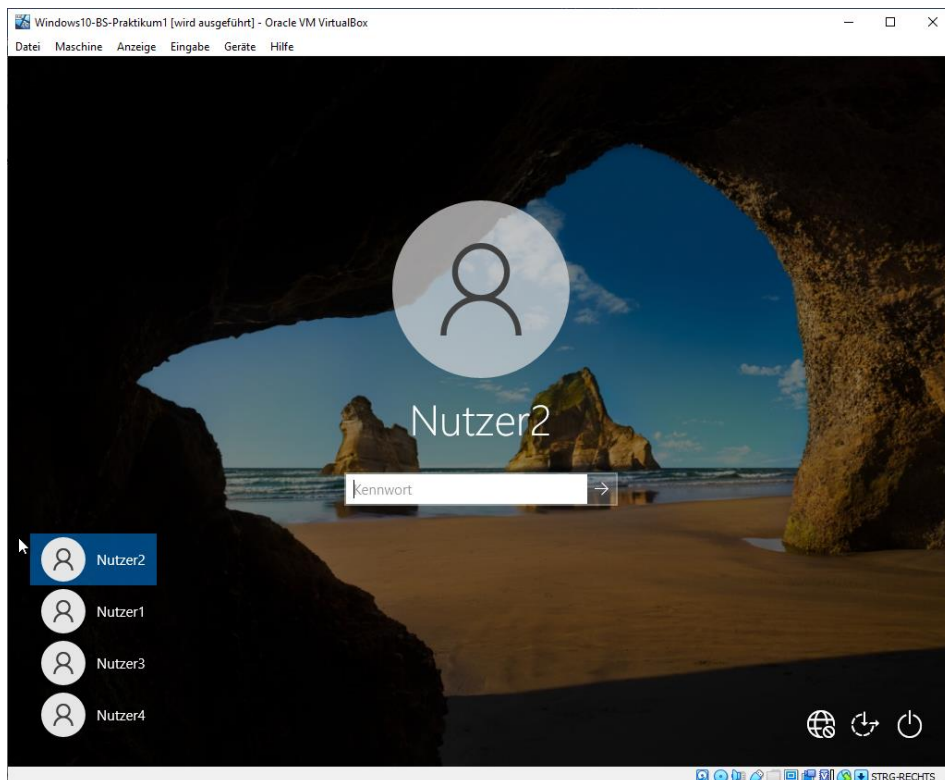 Windows10-BS-Praktikum1 [wird ausgeführt] - Oracle VM VirtualBox
Datei Maschine Anzeige Eingabe Geräte Hilfe
Nutzer2
Kennwort
Nutzer2
Nutzer1
Nutzer3
Nutzer4
STRG-RECHTS